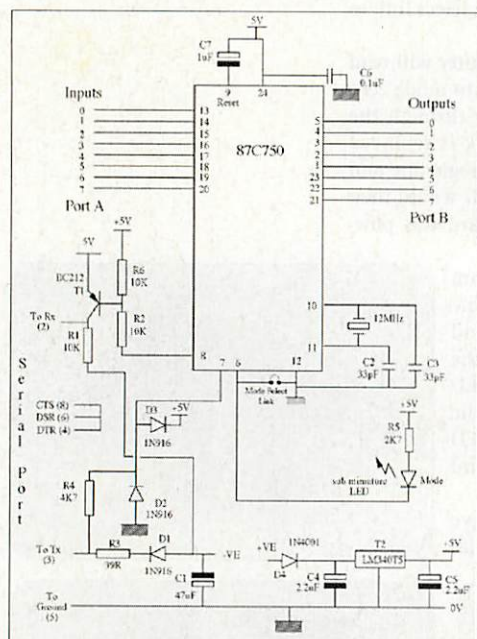 5V
C7
1uF
C6
0.1uF
9
24
Reset
Inputs
Outputs
87C750
0 13
1 14
2 15
3 16
4 17
5 18
6 19
7 20
5 0
4 1
3 2
2 3
1 4
23 5
22 6
21 7
Port A
Port B
5V
+5V
BC212
T1
R6
10K
To Rx
(2)
R1
10K
R2
10K
8
7
6
12
10
11
12MHz
C2
33pF
C3
33pF
Mode Select
Link
Serial Port
CTS (8)
DSR (6)
DTR (4)
D3
+5V
1N916
R5
2K7
sub miniature
LED
Mode
R4
4K7
D2
1N916
To Tx
(3)
R3
39R
D1
1N916
-VE
C1
47uF
+VE
1N4001
D4
T2
LM340T5
+5V
C4
2.2uF
C5
2.2uF
To
Ground
(5)
0V